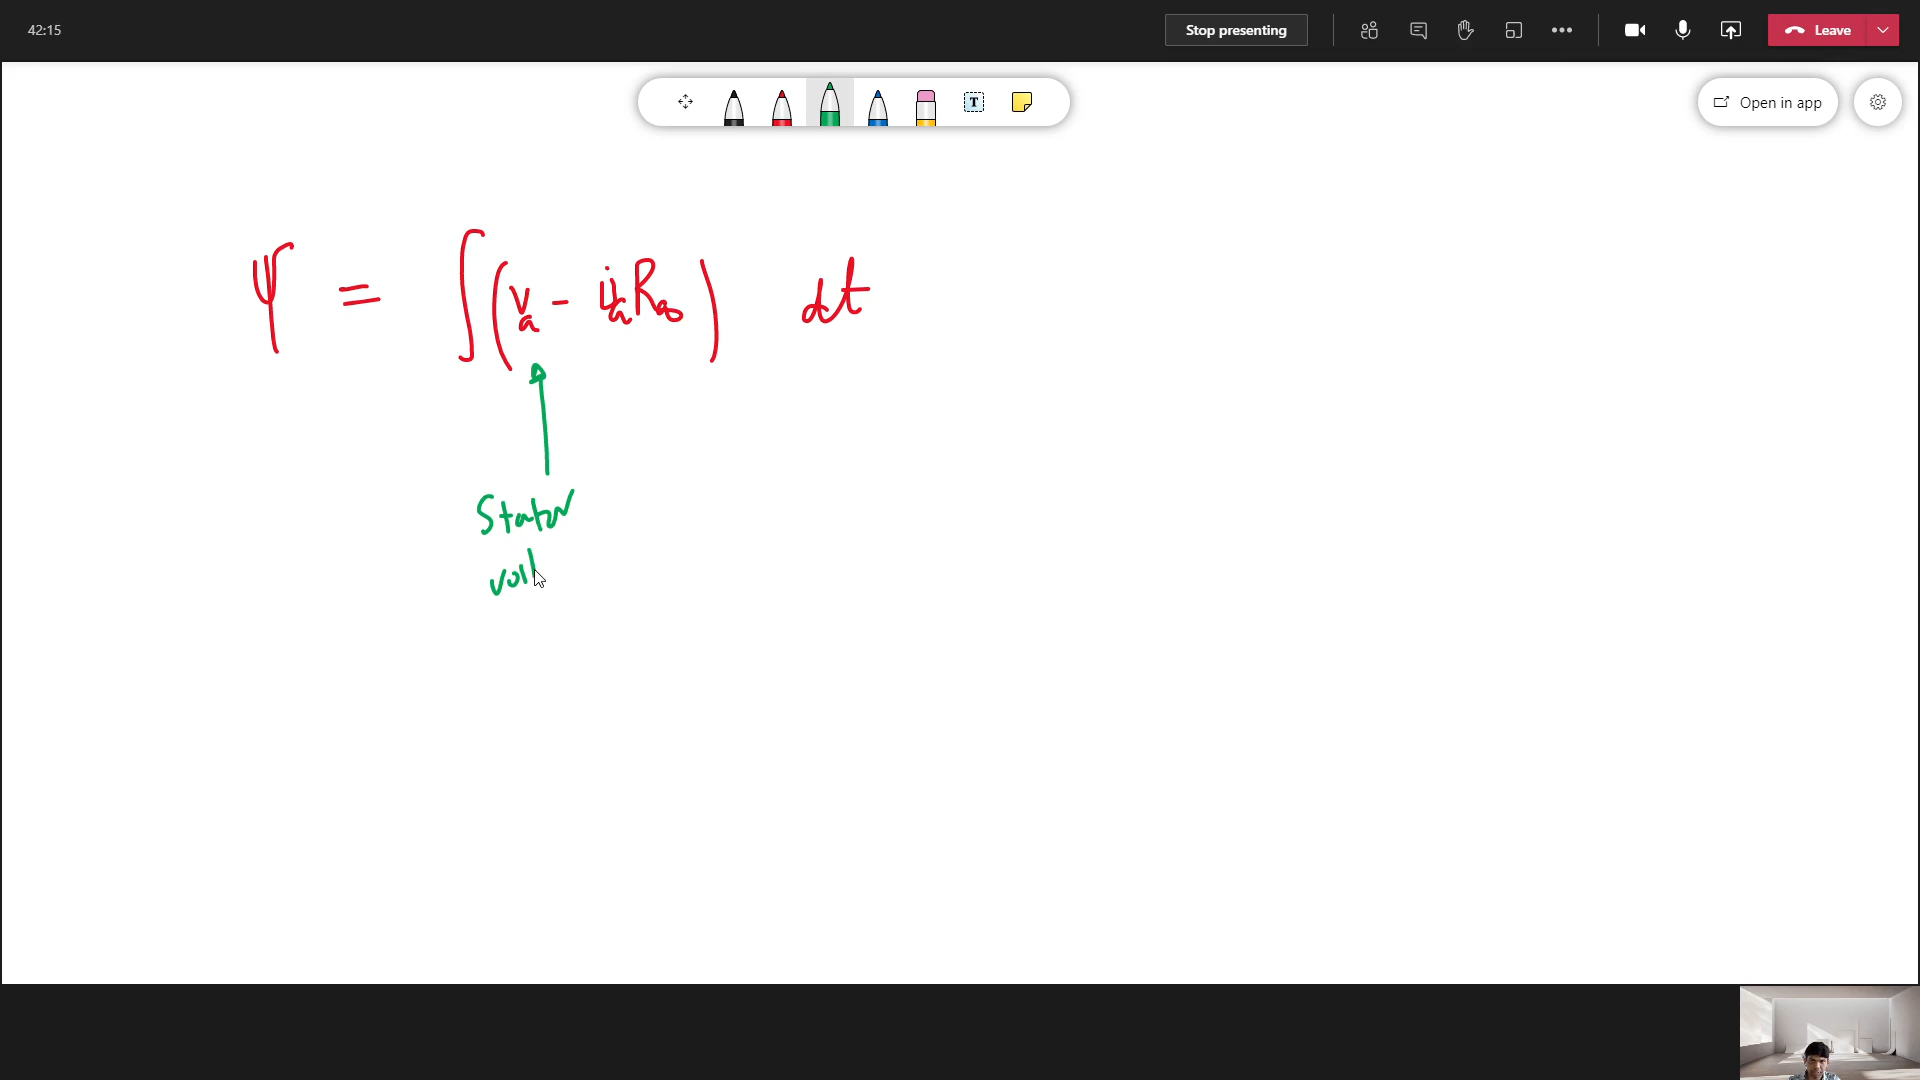 42:15
Stop presenting
Leave
T
Open in app
ψ = ∫(va - iaRa) dt
Stator
vol